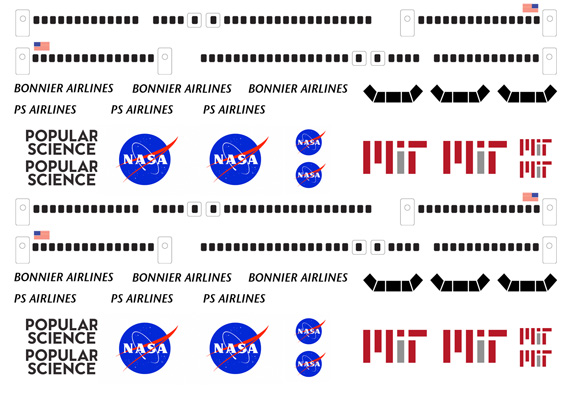 BONNIER AIRLINES BONNIER AIRLINES BONNIER AIRLINES
PS AIRLINES PS AIRLINES PS AIRLINES
POPULAR
SCIENCE
POPULAR
SCIENCE
NASA NASA NASA
NASA
MIT MIT MIT
MIT
BONNIER AIRLINES BONNIER AIRLINES BONNIER AIRLINES
PS AIRLINES PS AIRLINES PS AIRLINES
POPULAR
SCIENCE
POPULAR
SCIENCE
NASA NASA NASA
NASA
MIT MIT MIT
MIT